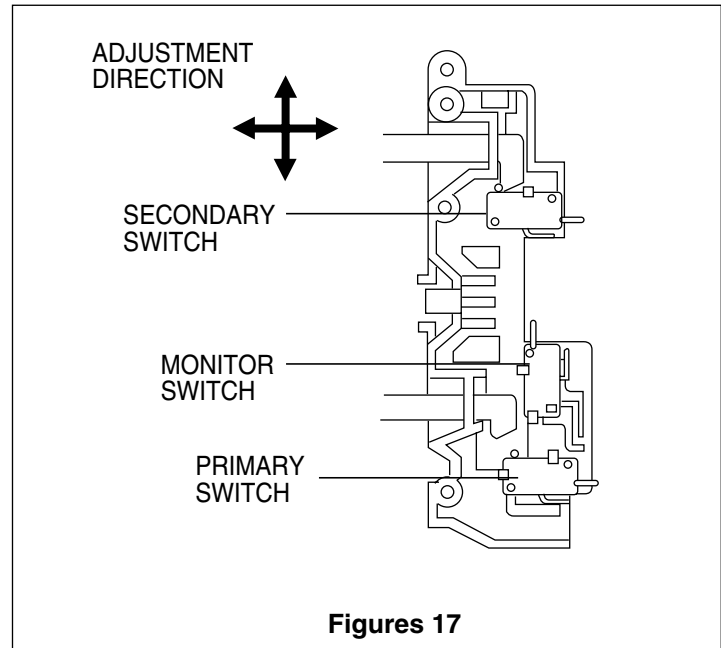 ADJUSTMENT
DIRECTION
SECONDARY
SWITCH
MONITOR
SWITCH
PRIMARY
SWITCH
Figures 17